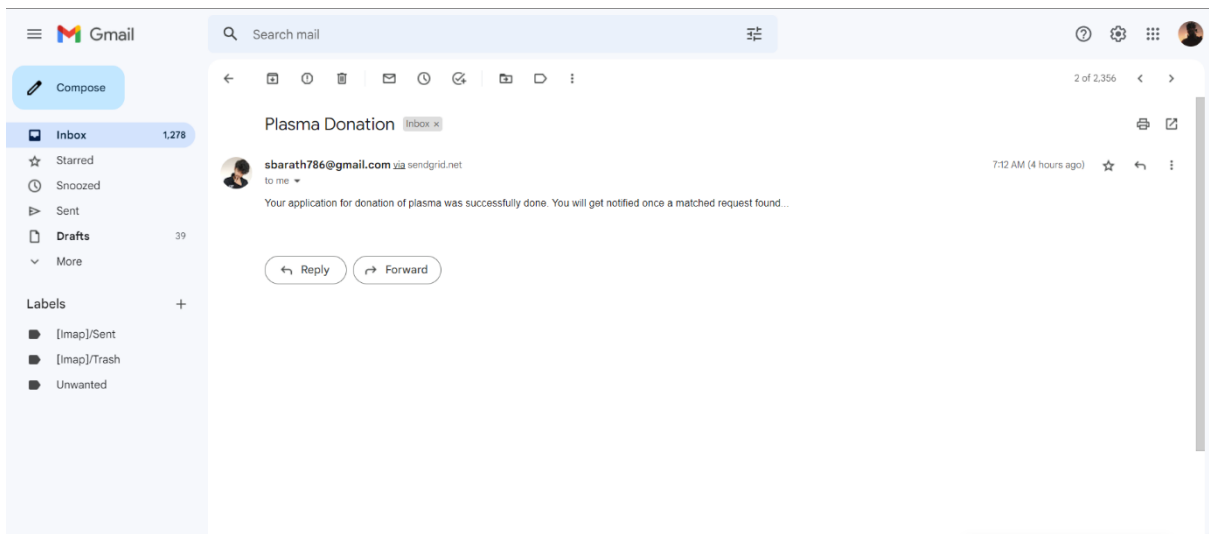 Gmail
Search mail
Compose
2 of 2,356
Inbox 1,278
Starred
Snoozed
Sent
Drafts 39
More
Labels
[Imap]/Sent
[Imap]/Trash
Unwanted
Plasma Donation Inbox x
sbarath786@gmail.com via sendgrid.net
7:12 AM (4 hours ago)
to me
Your application for donation of plasma was successfully done. You will get notified once a matched request found...
Reply Forward